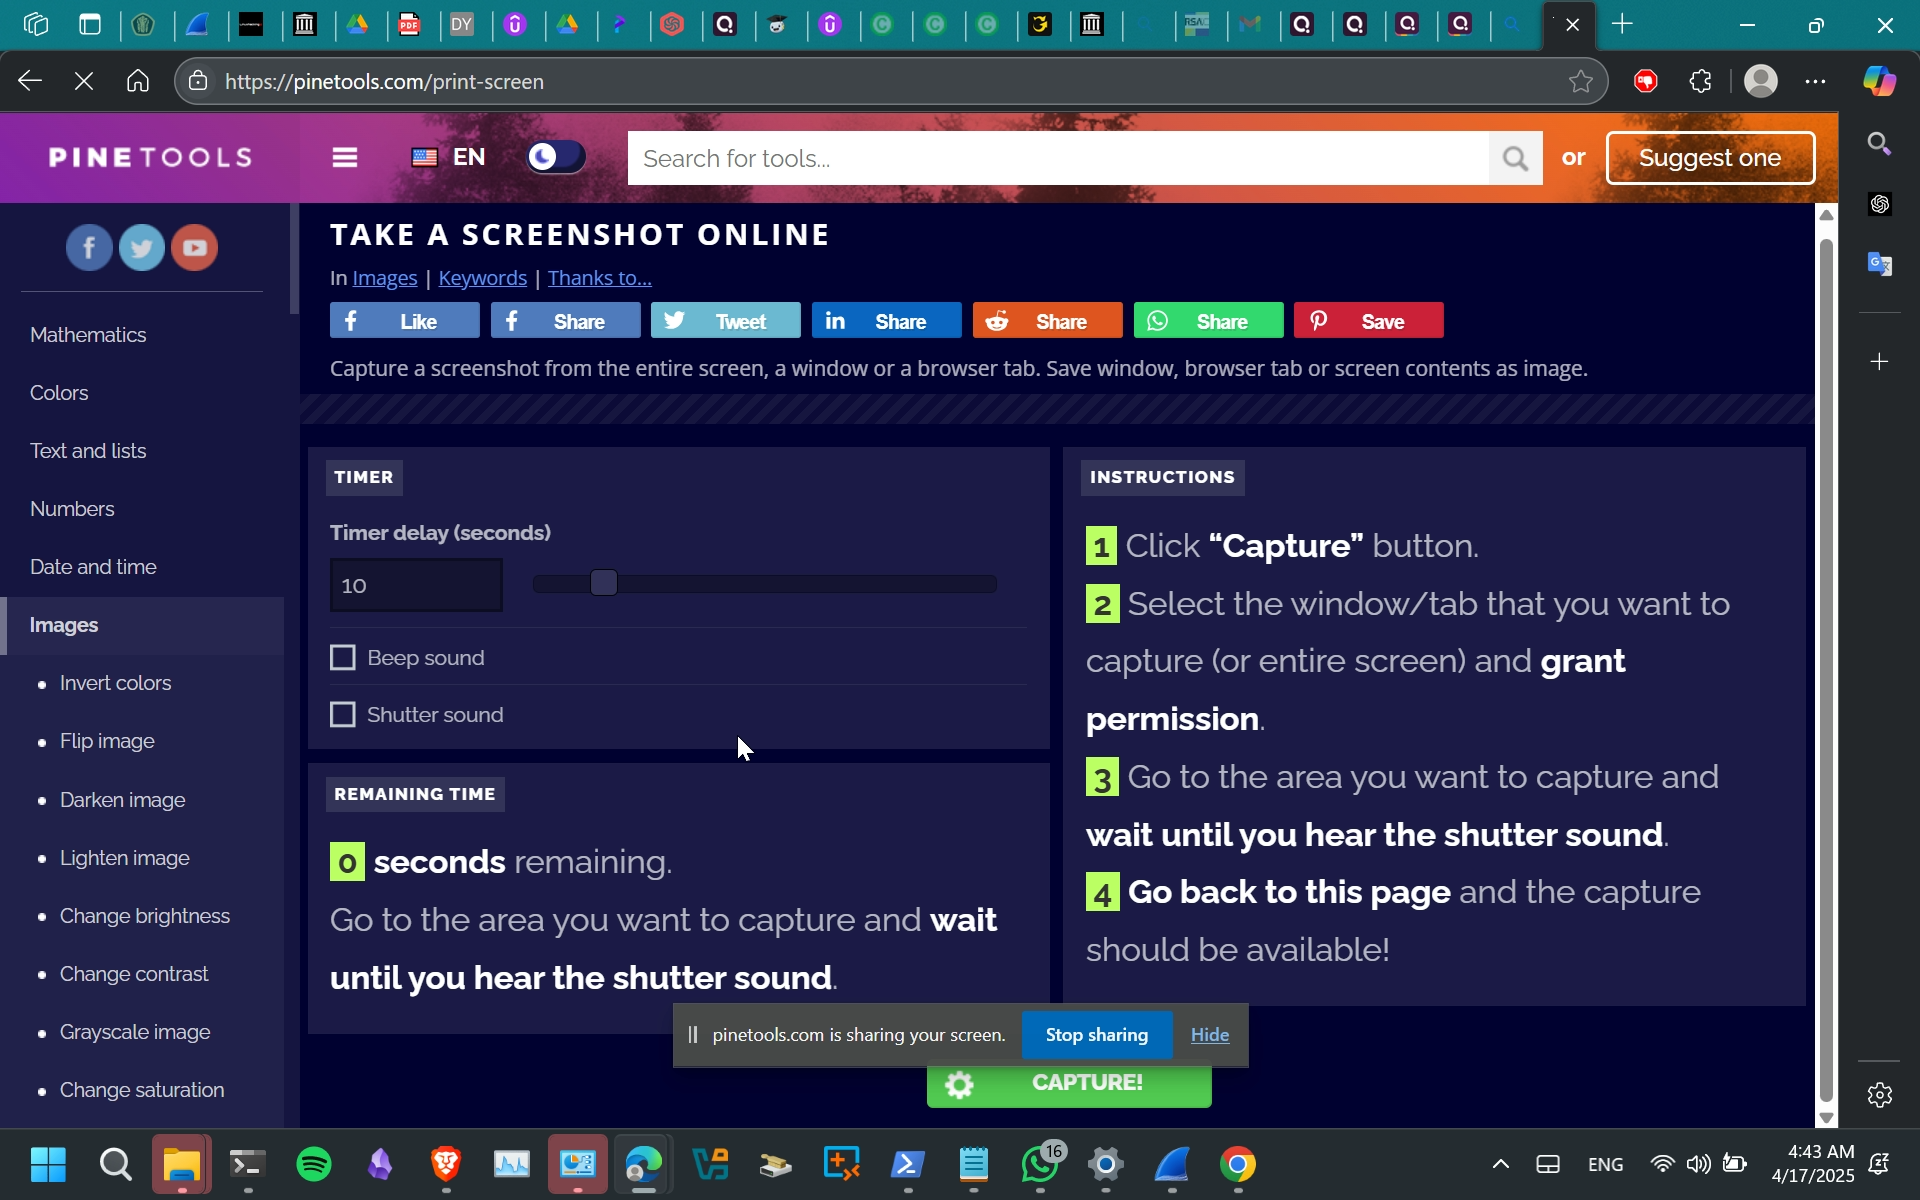 https://pinetools.com/print-screen
PINETOOLS
EN
Search for tools...
or
Suggest one
TAKE A SCREENSHOT ONLINE
In Images | Keywords | Thanks to...
Like
Share
Tweet
Share
Share
Share
Save
Capture a screenshot from the entire screen, a window or a browser tab. Save window, browser tab or screen contents as image.
Mathematics
Colors
Text and lists
Numbers
Date and time
Images
Invert colors
Flip image
Darken image
Lighten image
Change brightness
Change contrast
Grayscale image
Change saturation
TIMER
Timer delay (seconds)
10
Beep sound
Shutter sound
REMAINING TIME
0 seconds remaining.
Go to the area you want to capture and wait
until you hear the shutter sound.
INSTRUCTIONS
1 Click “Capture” button.
2 Select the window/tab that you want to
capture (or entire screen) and grant
permission.
3 Go to the area you want to capture and
wait until you hear the shutter sound.
4 Go back to this page and the capture
should be available!
pinetools.com is sharing your screen.
Stop sharing
Hide
CAPTURE!
16
ENG
4:43 AM
4/17/2025